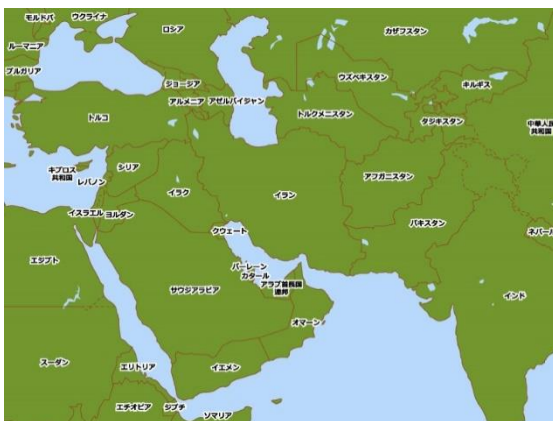 モルドバ
ウクライナ
ロシア
カザフスタン
ルーマニア
ブルガリア
ジョージア
ウズベキスタン
キルギス
アルメニア
アゼルバイジャン
トルクメニスタン
タジキスタン
トルコ
中華人民
共和国
キプロス
共和国
レバノン
シリア
イラク
イラン
アフガニスタン
パキスタン
イスラエル
ヨルダン
クウェート
ネパール
エジプト
バーレーン
カタール
アラブ首長国
連邦
サウジアラビア
インド
オマーン
スーダン
エリトリア
イエメン
エチオピア
ジブチ
ソマリア